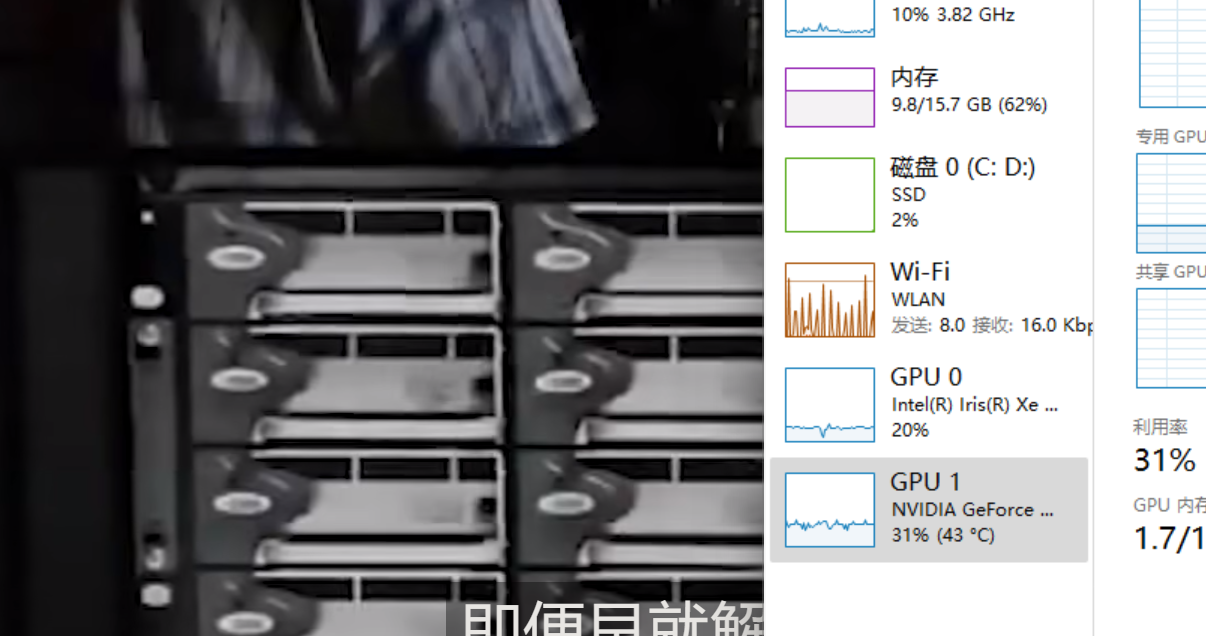 10% 3.82 GHz
内存
9.8/15.7 GB (62%)
磁盘 0 (C: D:)
SSD
2%
Wi-Fi
WLAN
发送: 8.0 接收: 16.0 Kbp
GPU 0
Intel(R) Iris(R) Xe ...
20%
GPU 1
NVIDIA GeForce ...
31% (43 °C)
专用 GPU
共享 GPU
利用率
31%
GPU 内存
1.7/1
即便是就解